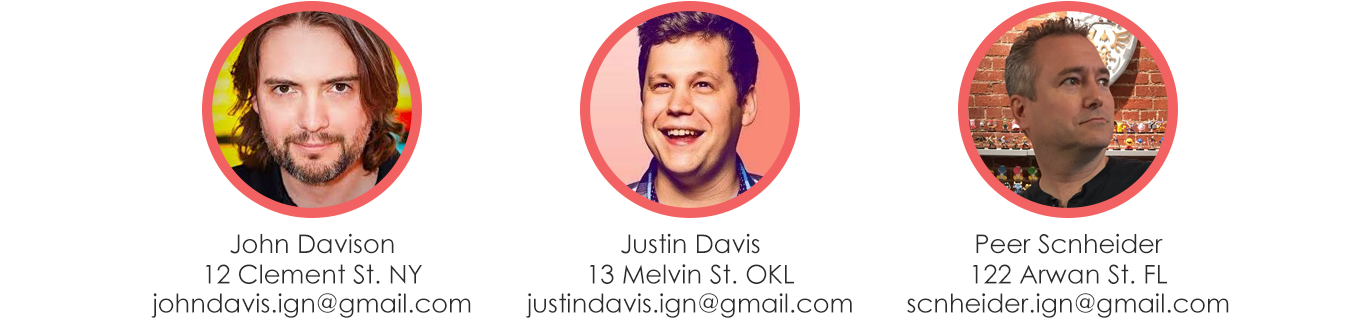 John Davison
12 Clement St. NY
johndavis.ign@gmail.com
Justin Davis
13 Melvin St. OKL
justindavis.ign@gmail.com
Peer Scnheider
122 Arwan St. FL
scnheider.ign@gmail.com